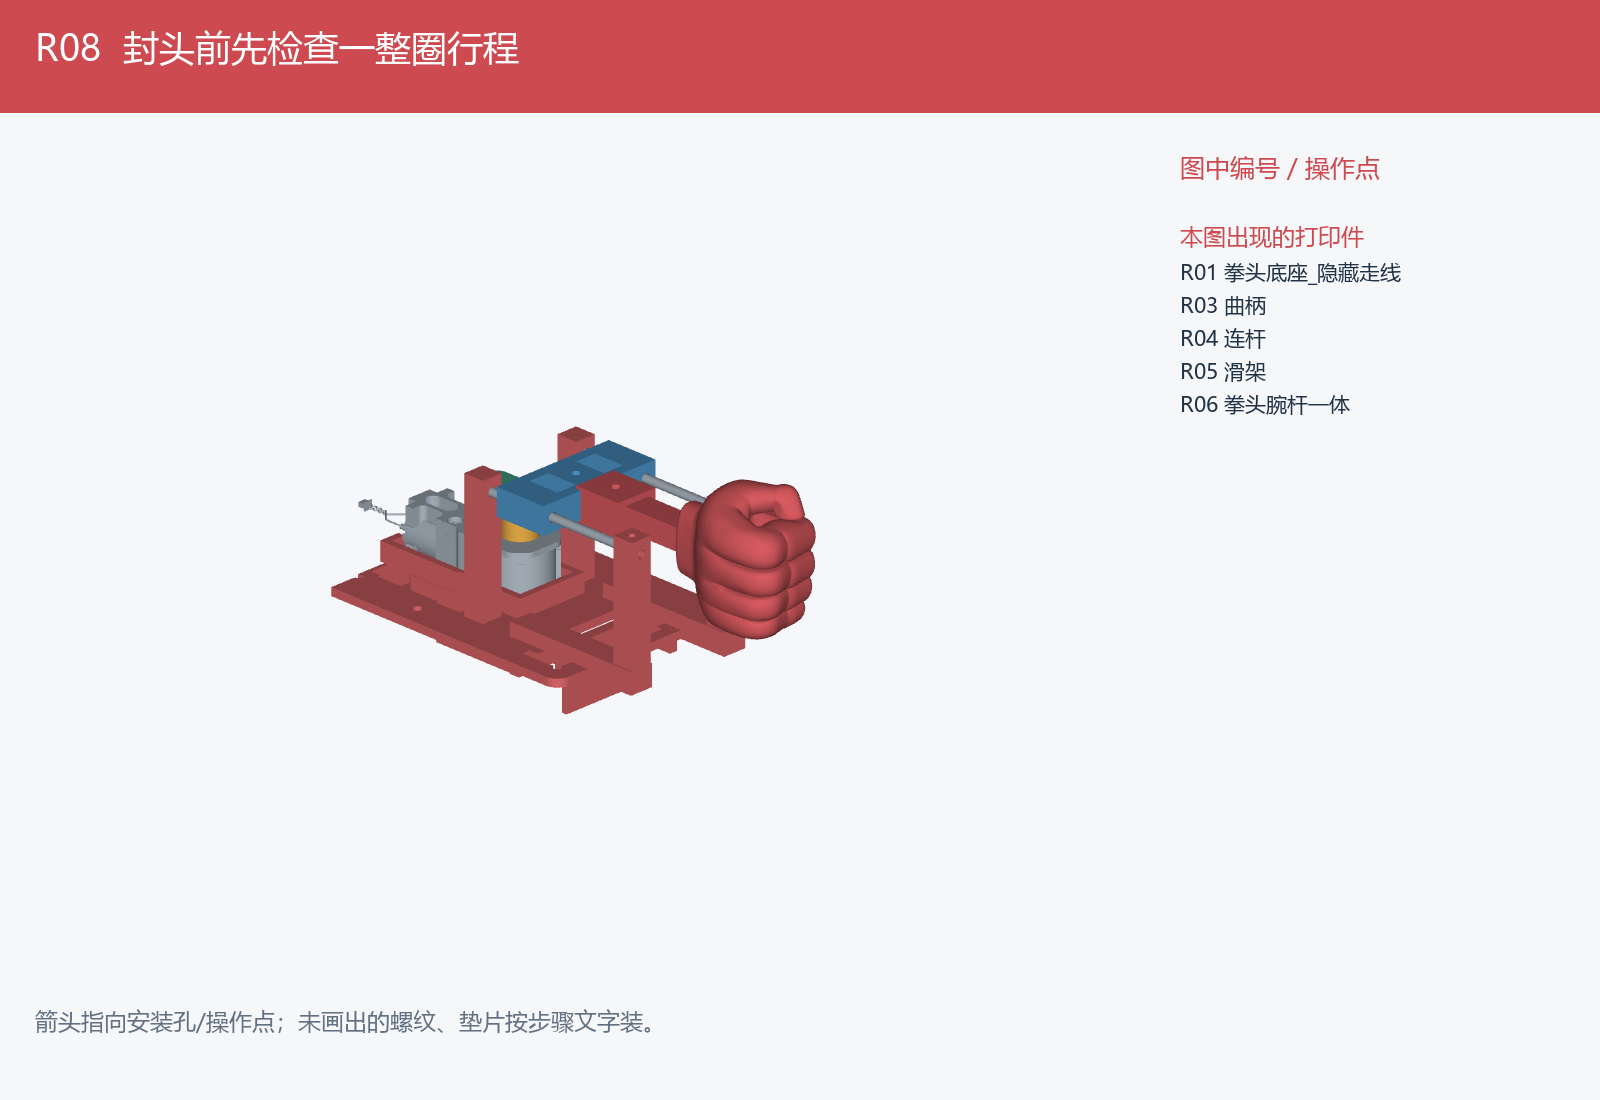 R08 封头前先检查一整圈行程
图中编号 / 操作点
本图出现的打印件
R01 拳头底座_隐藏走线
R03 曲柄
R04 连杆
R05 滑架
R06 拳头腕杆一体
箭头指向安装孔/操作点；未画出的螺纹、垫片按步骤文字装。